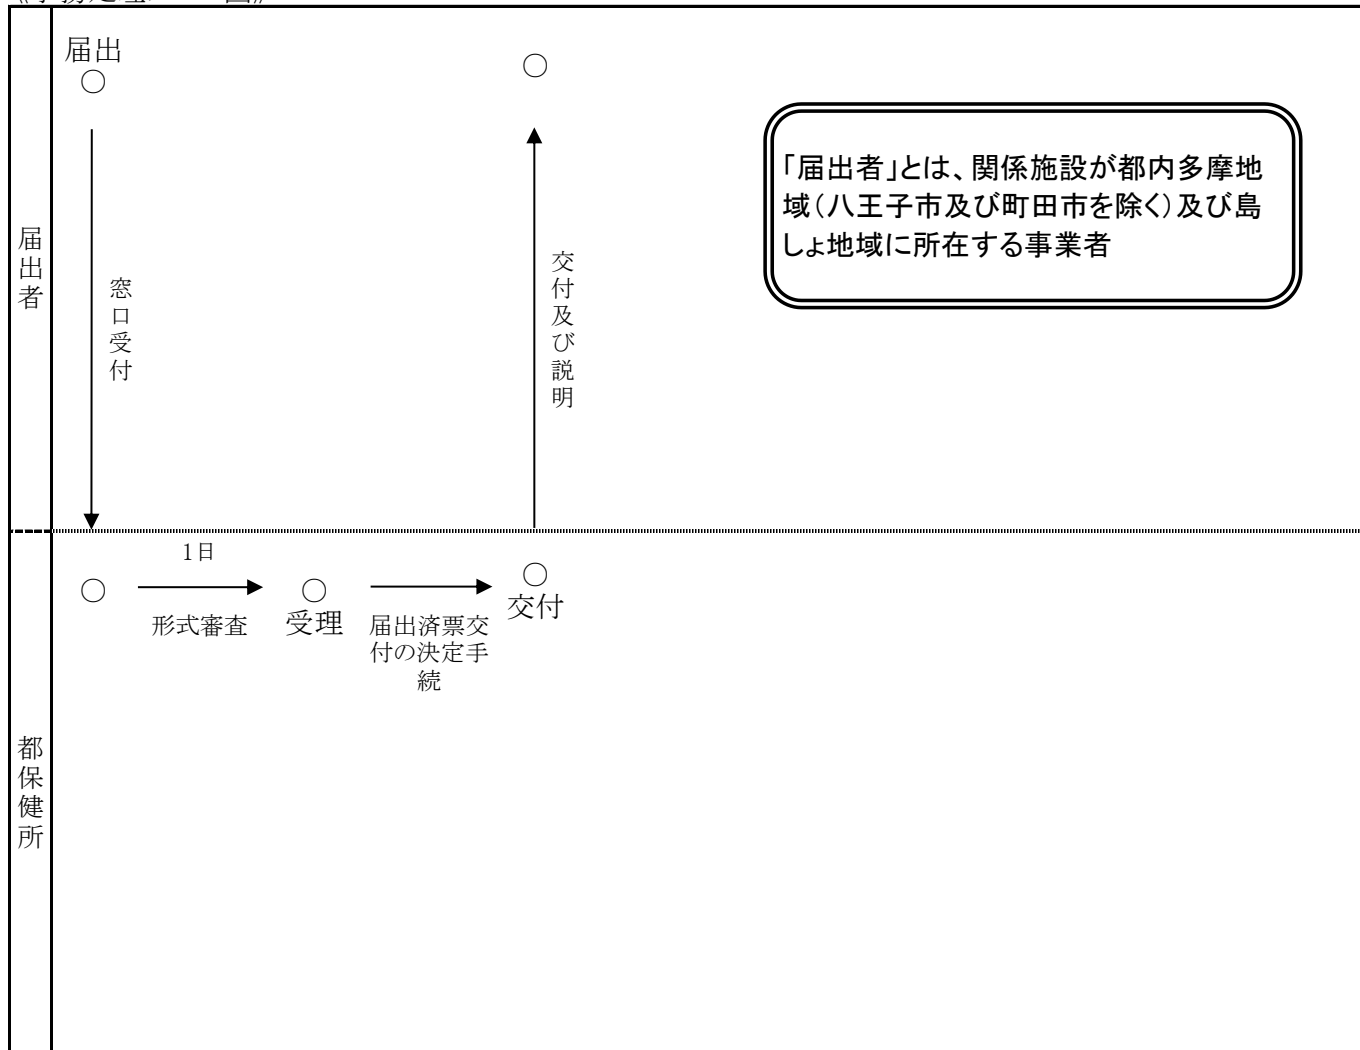 届出
「届出者」とは、関係施設が都内多摩地
域（八王子市及び町田市を除く）及び島
しょ地域に所在する事業者
届出者
窓口受付
交付及び説明
1日
形式審査
受理
届出済票交
付の決定手
続
交付
都保健所